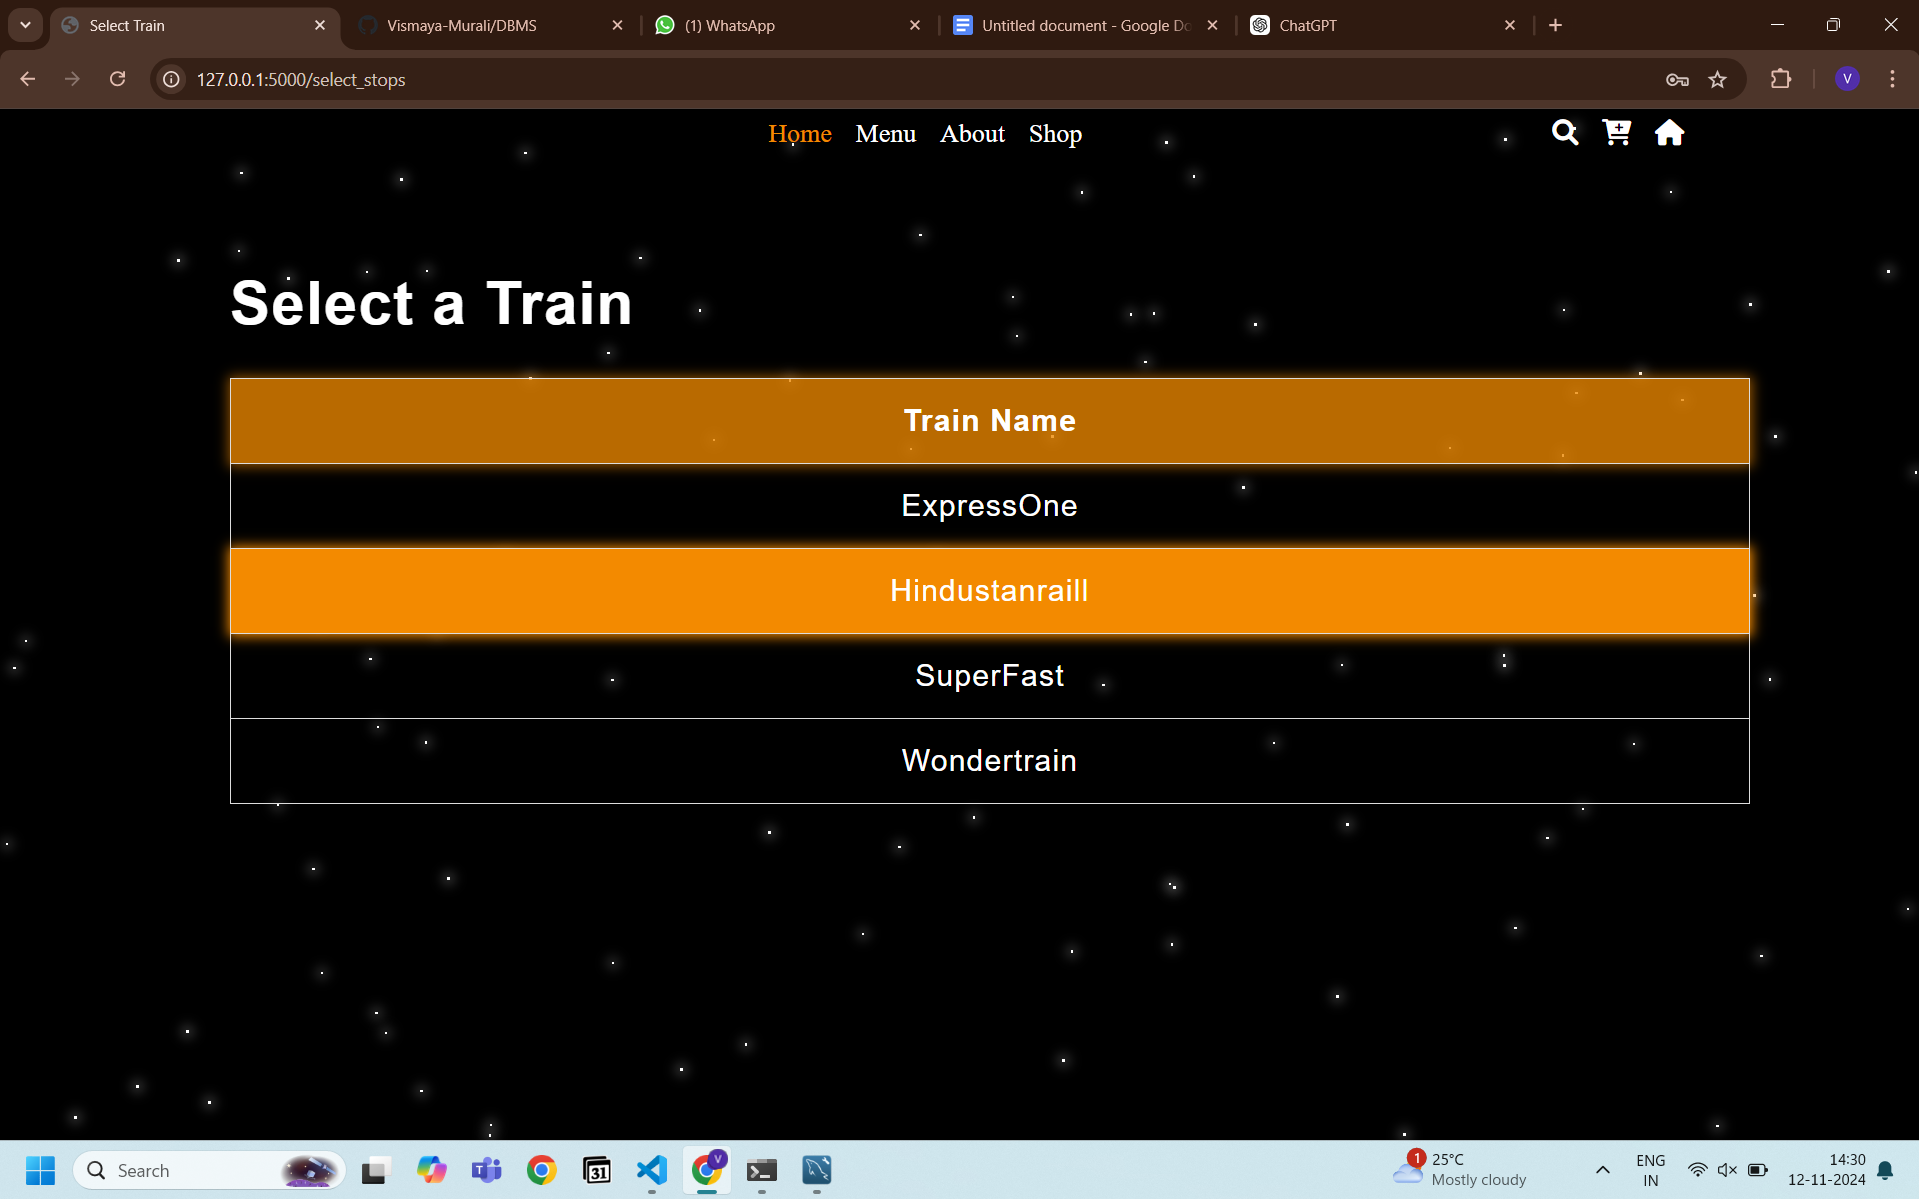 Select Train
Vismaya-Murali/DBMS
(1) WhatsApp
Untitled document - Google Do
ChatGPT
127.0.0.1:5000/select_stops
V
Home Menu About Shop
Select a Train
Train Name
ExpressOne
Hindustanraill
SuperFast
Wondertrain
Search
31
V
1
25°C
Mostly cloudy
ENG
IN
14:30
12-11-2024